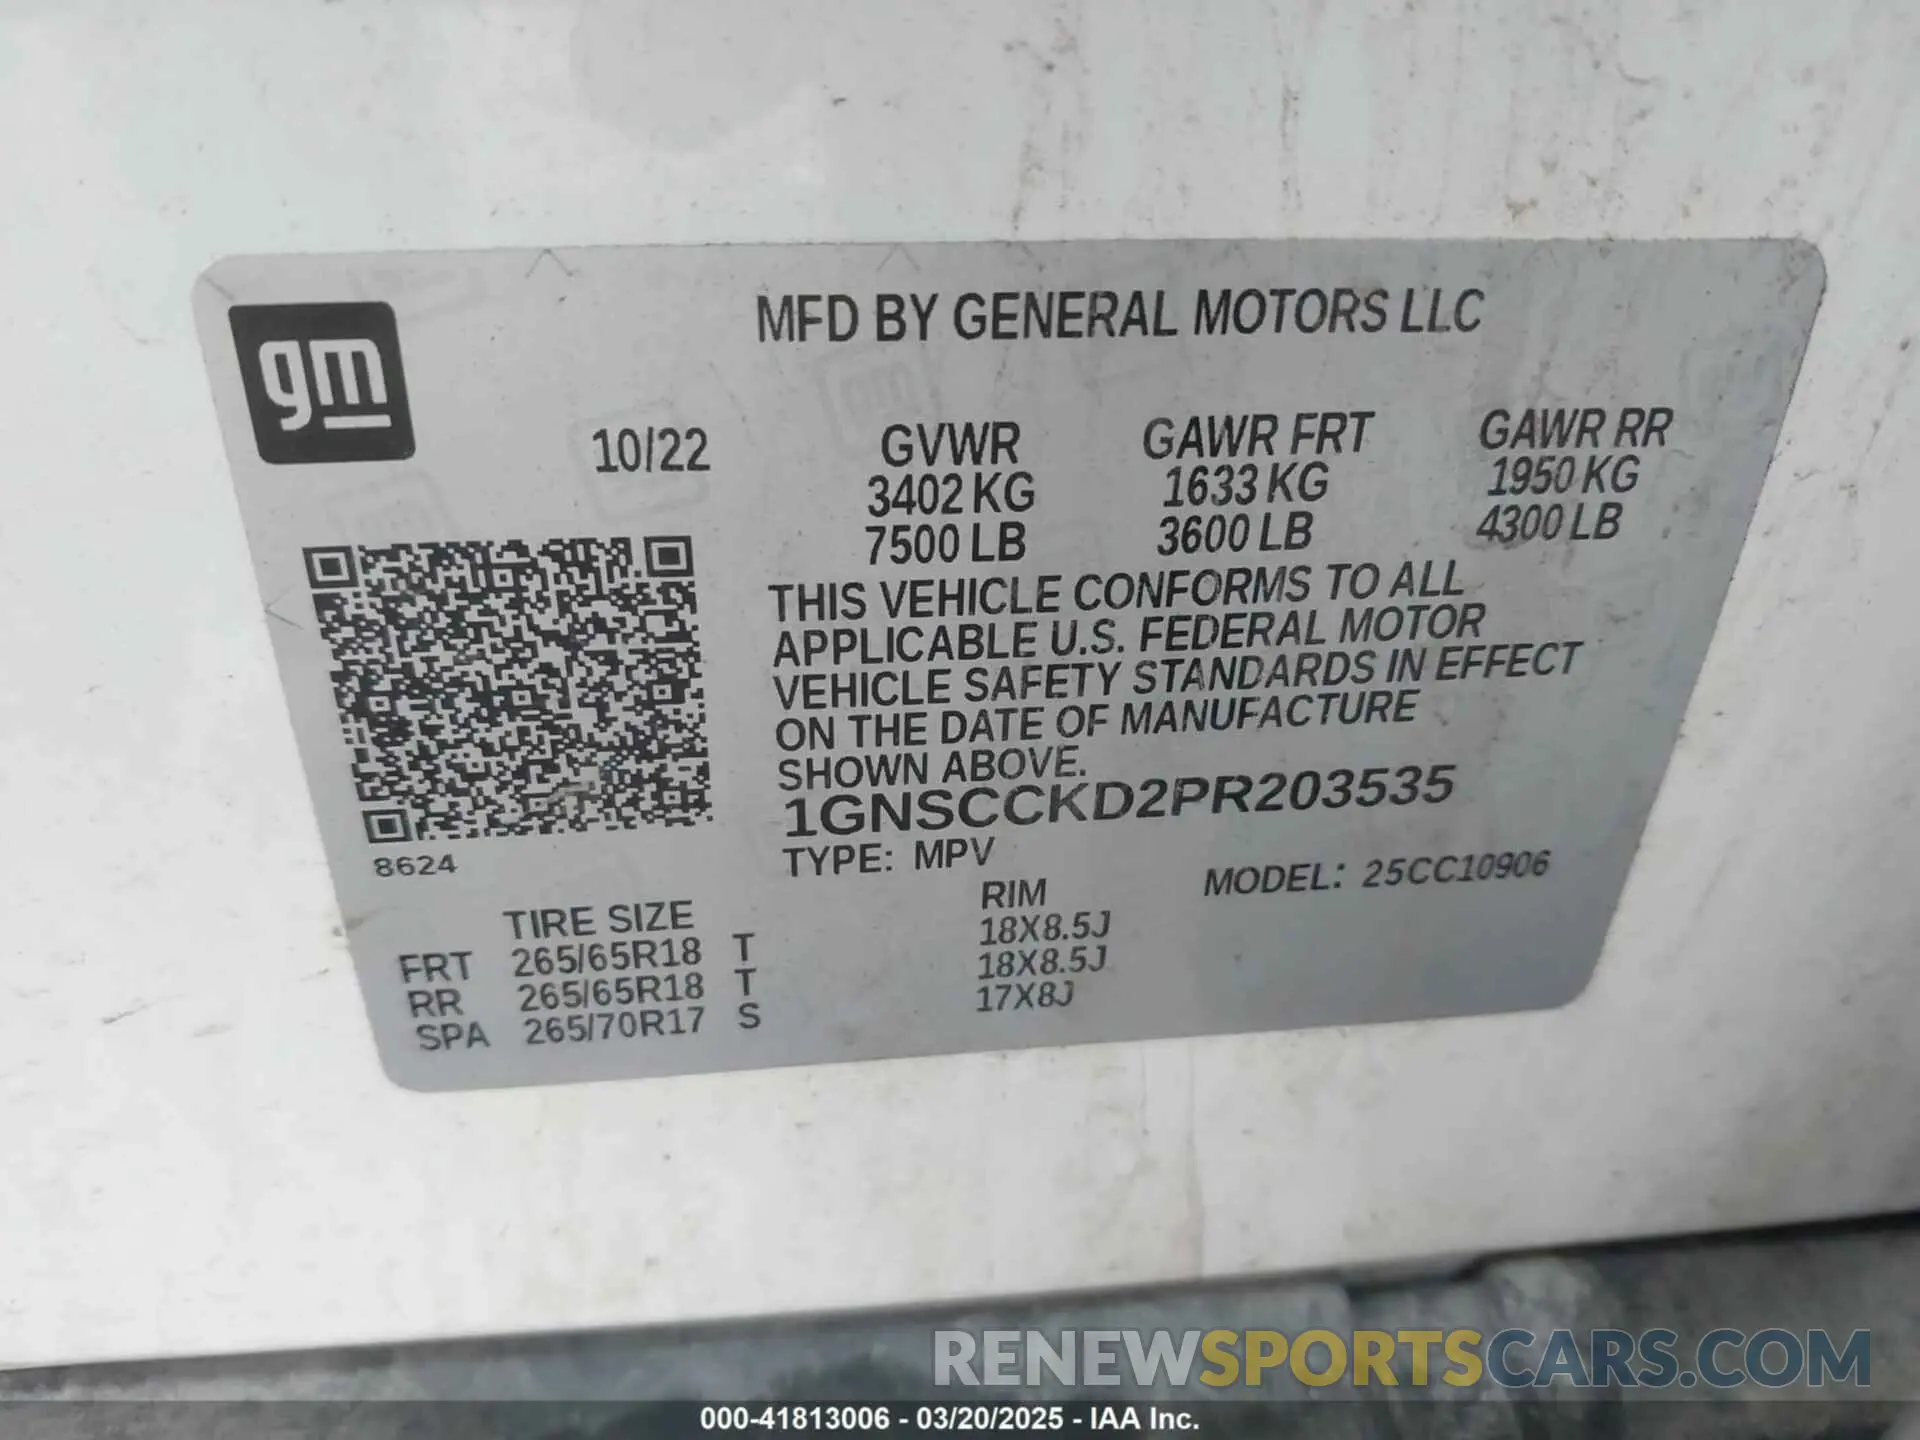 MFD BY GENERAL MOTORS LLC
gm
10/22
GVWR GAWR FRT GAWR RR
3402 KG 1633 KG 1950 KG
7500 LB 3600 LB 4300 LB
THIS VEHICLE CONFORMS TO ALL
APPLICABLE U.S. FEDERAL MOTOR
VEHICLE SAFETY STANDARDS IN EFFECT
ON THE DATE OF MANUFACTURE
SHOWN ABOVE.
1GNSCCKD2PR203535
8624
TYPE: MPV MODEL: 25CC10906
TIRE SIZE RIM
FRT 265/65R18 T 18X8.5J
RR 265/65R18 T 18X8.5J
SPA 265/70R17 S 17X8J
RENEWSPORTSCARS.COM
000-41813006 - 03/20/2025 - IAA Inc.